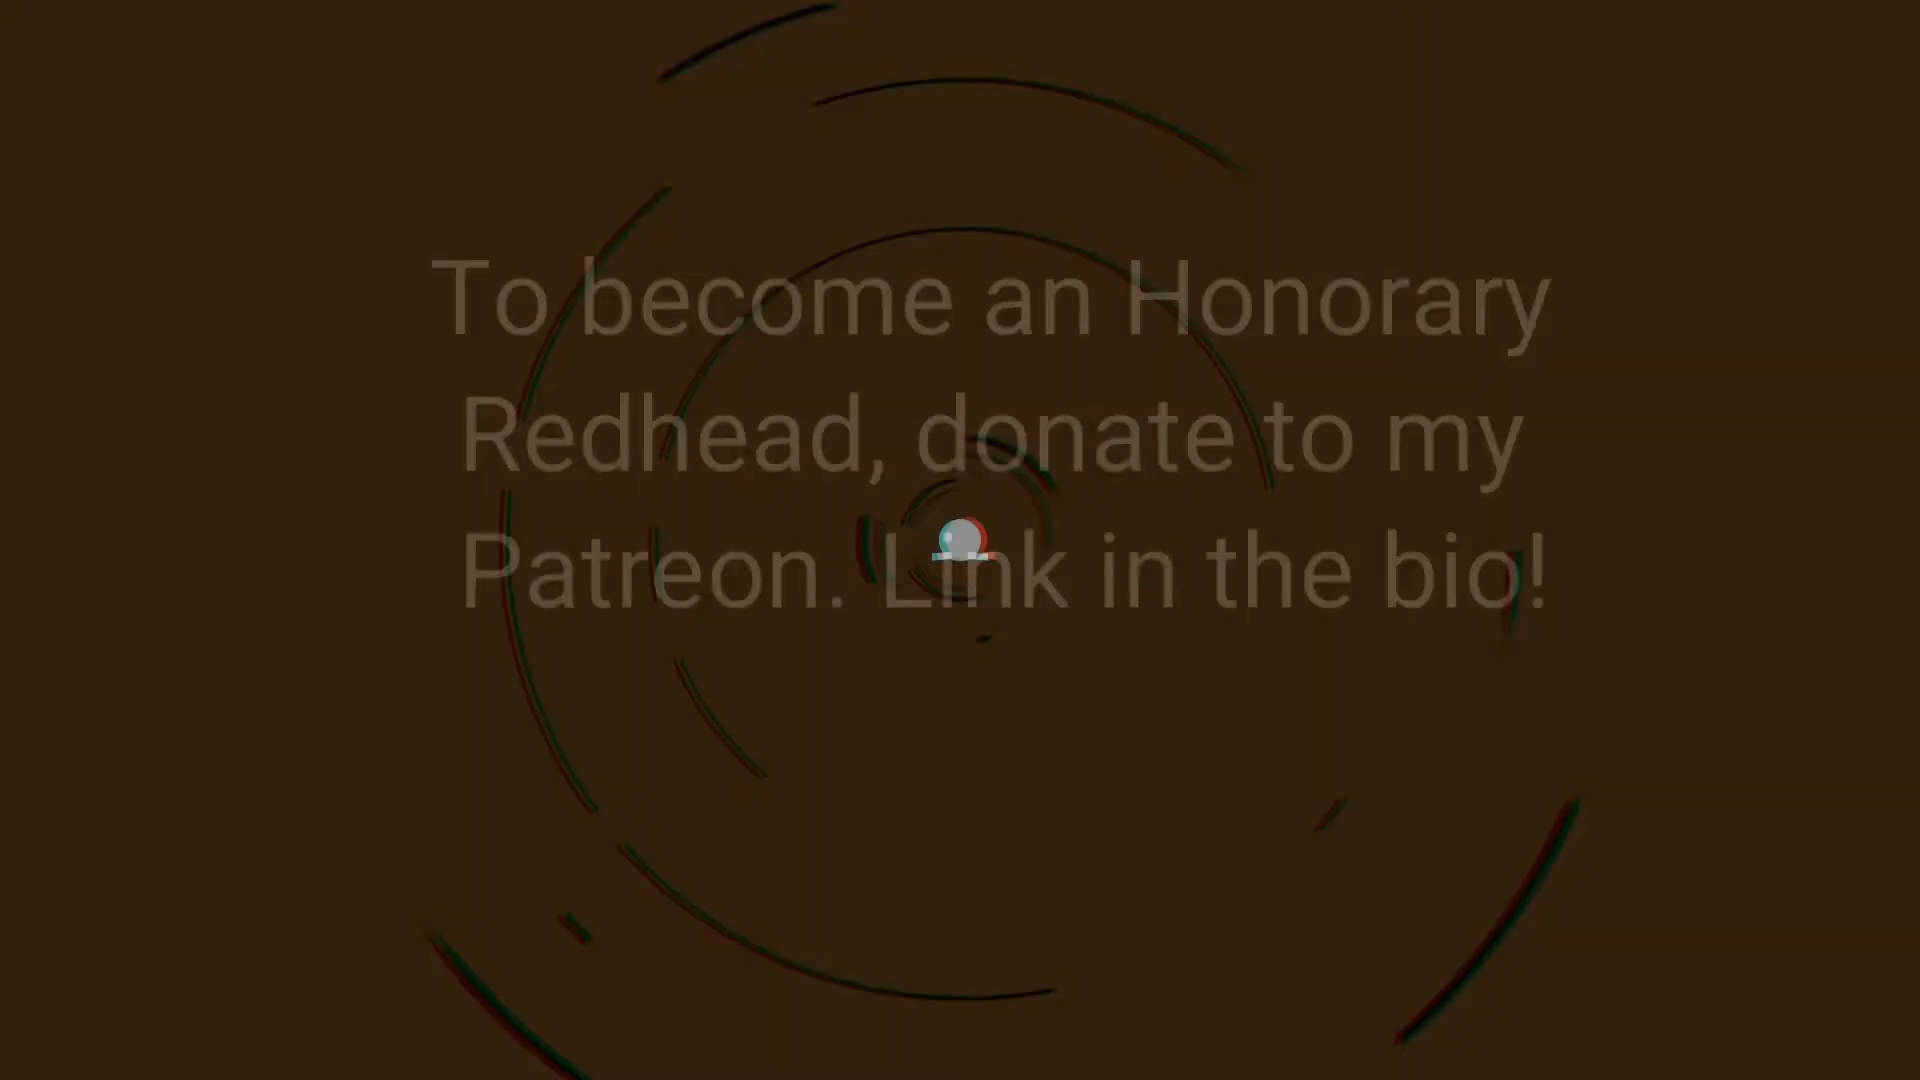 To become an Honorary
Redhead, donate to my
Patreon. Link in the bio!